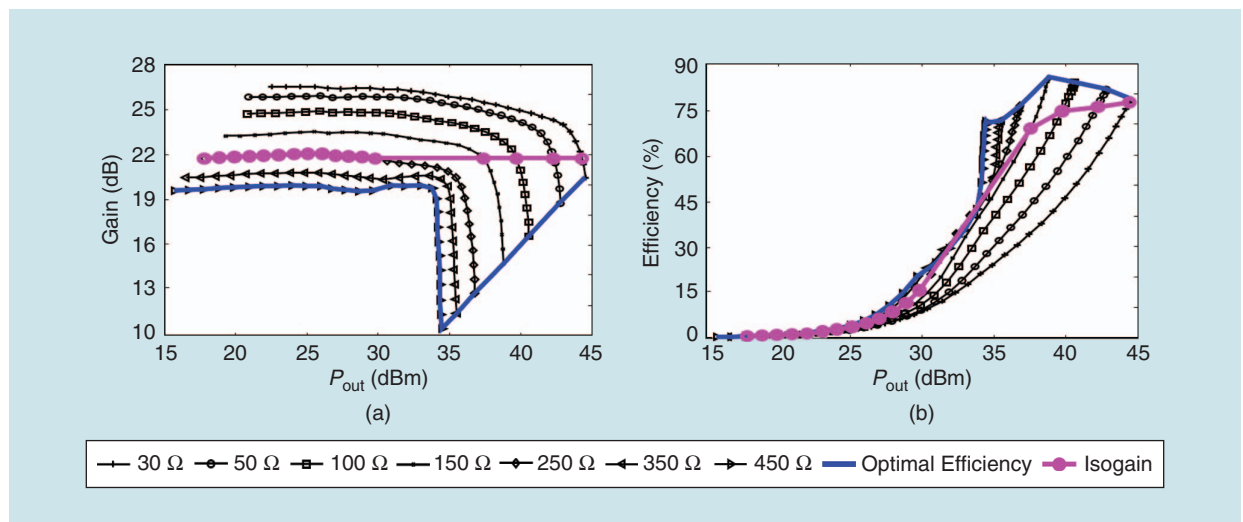 28
25
22
19
16
13
10
Gain (dB)
15 20 25 30 35 40 45
Pout (dBm)
(a)
90
75
60
45
30
15
0
Efficiency (%)
15 20 25 30 35 40 45
Pout (dBm)
(b)
30 Ω 50 Ω 100 Ω 150 Ω 250 Ω 350 Ω 450 Ω Optimal Efficiency Isogain